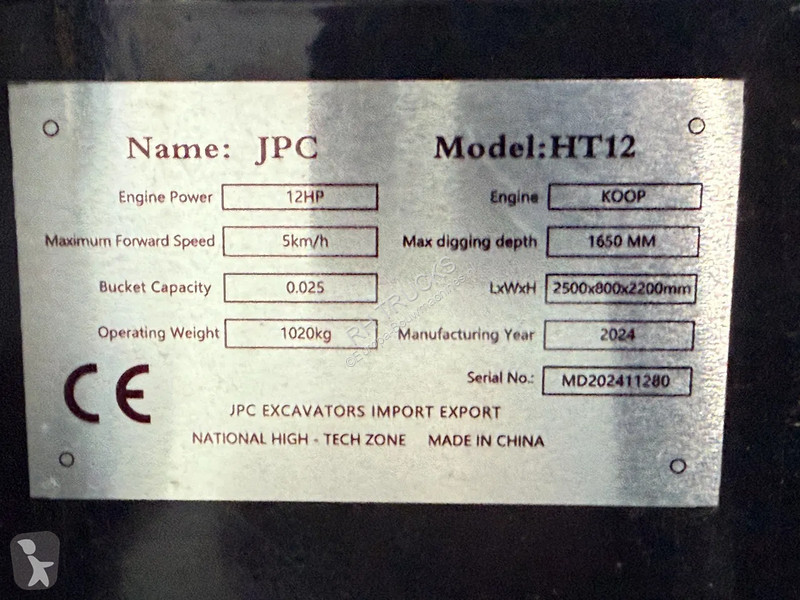 Name: JPC Model:HT12
Engine Power 12HP Engine KOOP
Maximum Forward Speed 5km/h Max digging depth 1650 MM
Bucket Capacity 0.025 LxWxH 2500x800x2200mm
Operating Weight 1020kg Manufacturing Year 2024
Serial No.: MD202411280
CE
JPC EXCAVATORS IMPORT EXPORT
NATIONAL HIGH - TECH ZONE MADE IN CHINA
TRUCKS